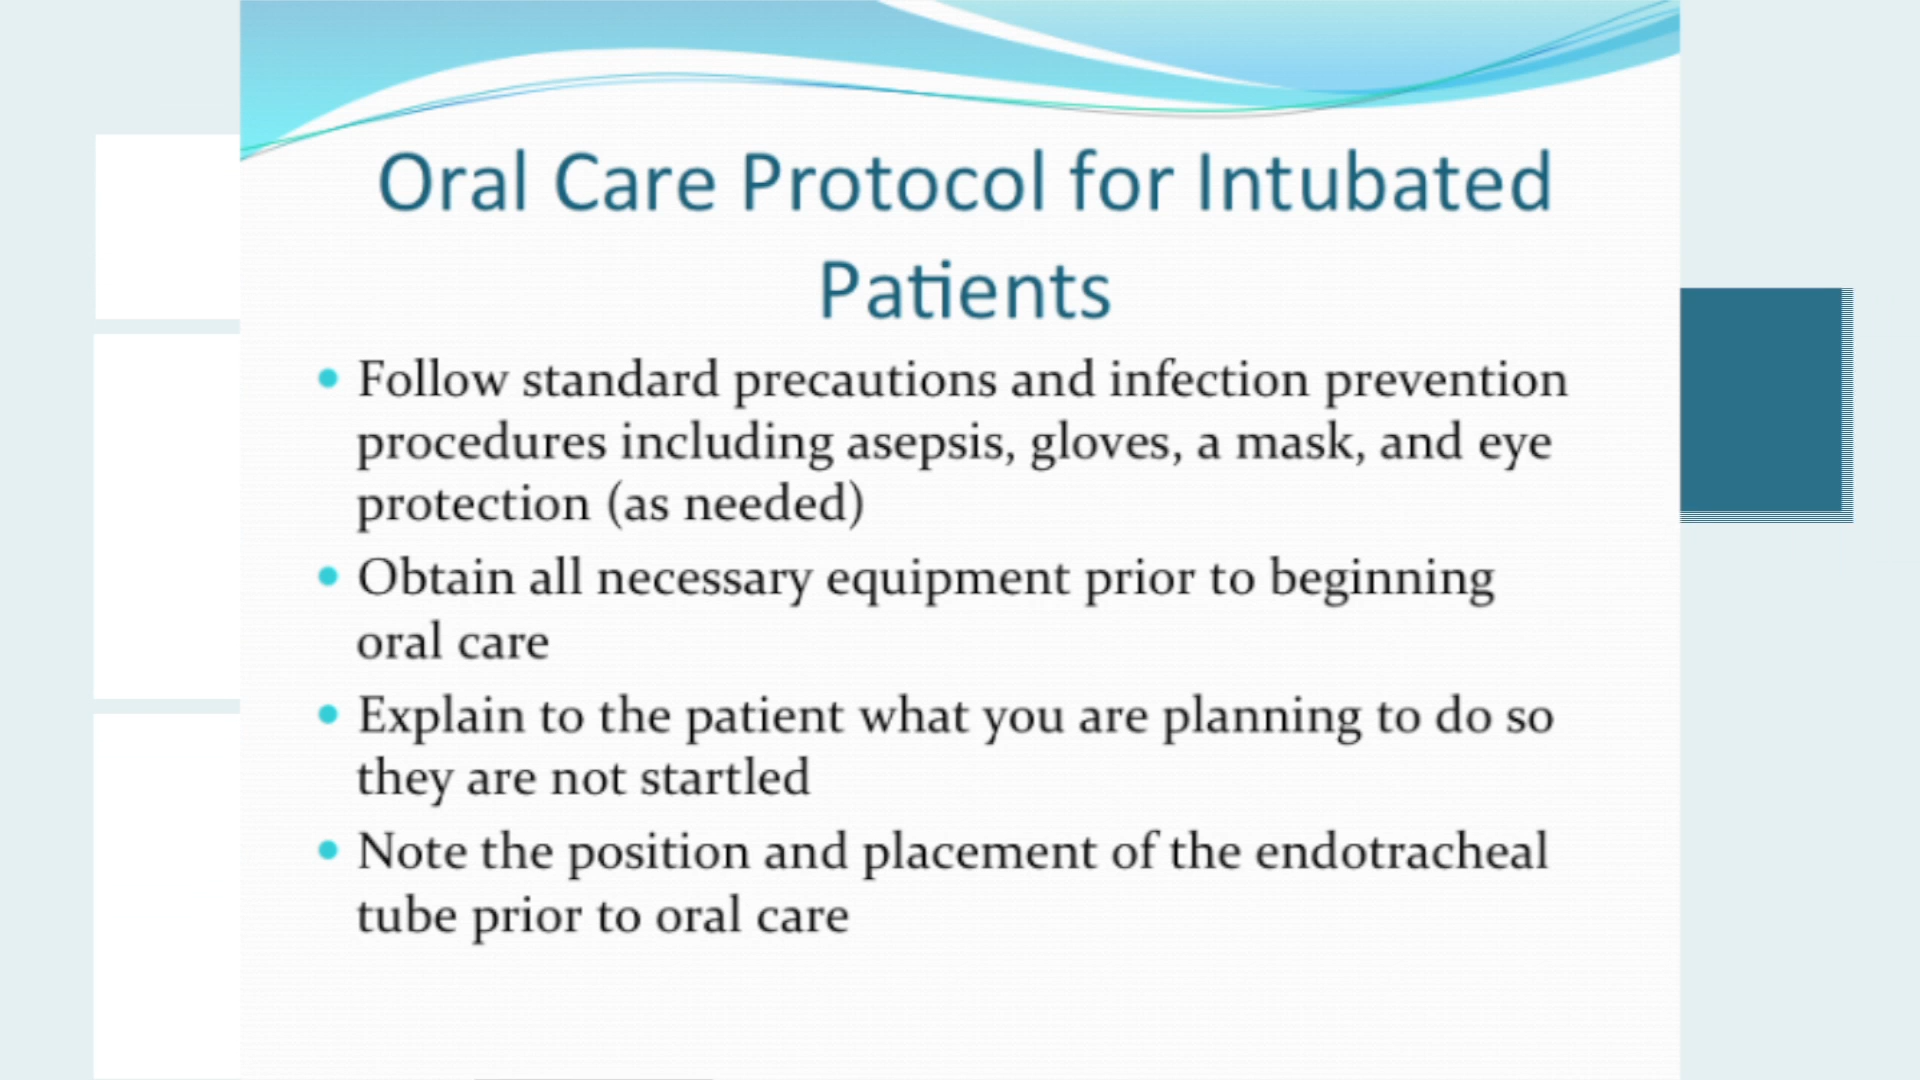 Oral Care Protocol for Intubated
Patients
• Follow standard precautions and infection prevention
procedures including asepsis, gloves, a mask, and eye
protection (as needed)
• Obtain all necessary equipment prior to beginning
oral care
• Explain to the patient what you are planning to do so
they are not startled
• Note the position and placement of the endotracheal
tube prior to oral care